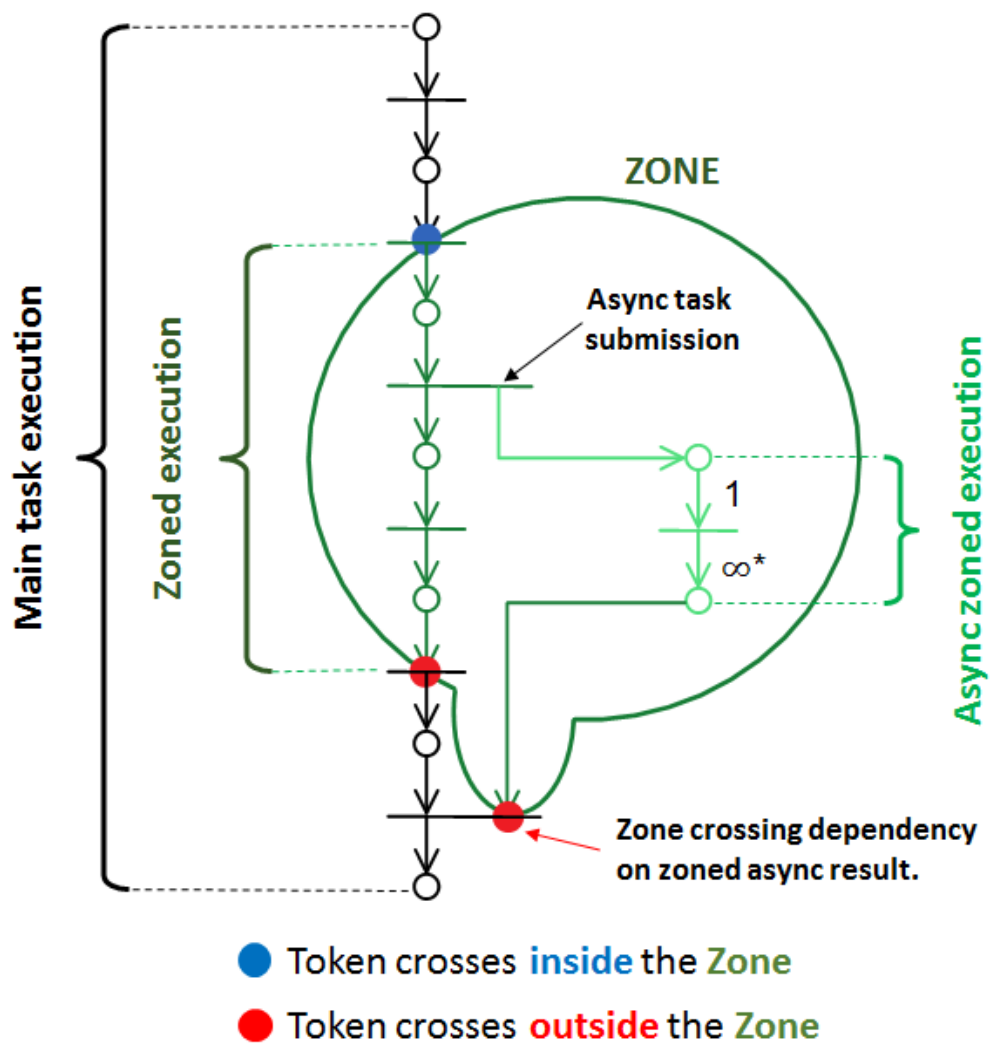 ZONE
Async task
submission
Main task execution
Zoned execution
Async zoned execution
1
∞*
Zone crossing dependency
on zoned async result.
Token crosses inside the Zone
Token crosses outside the Zone